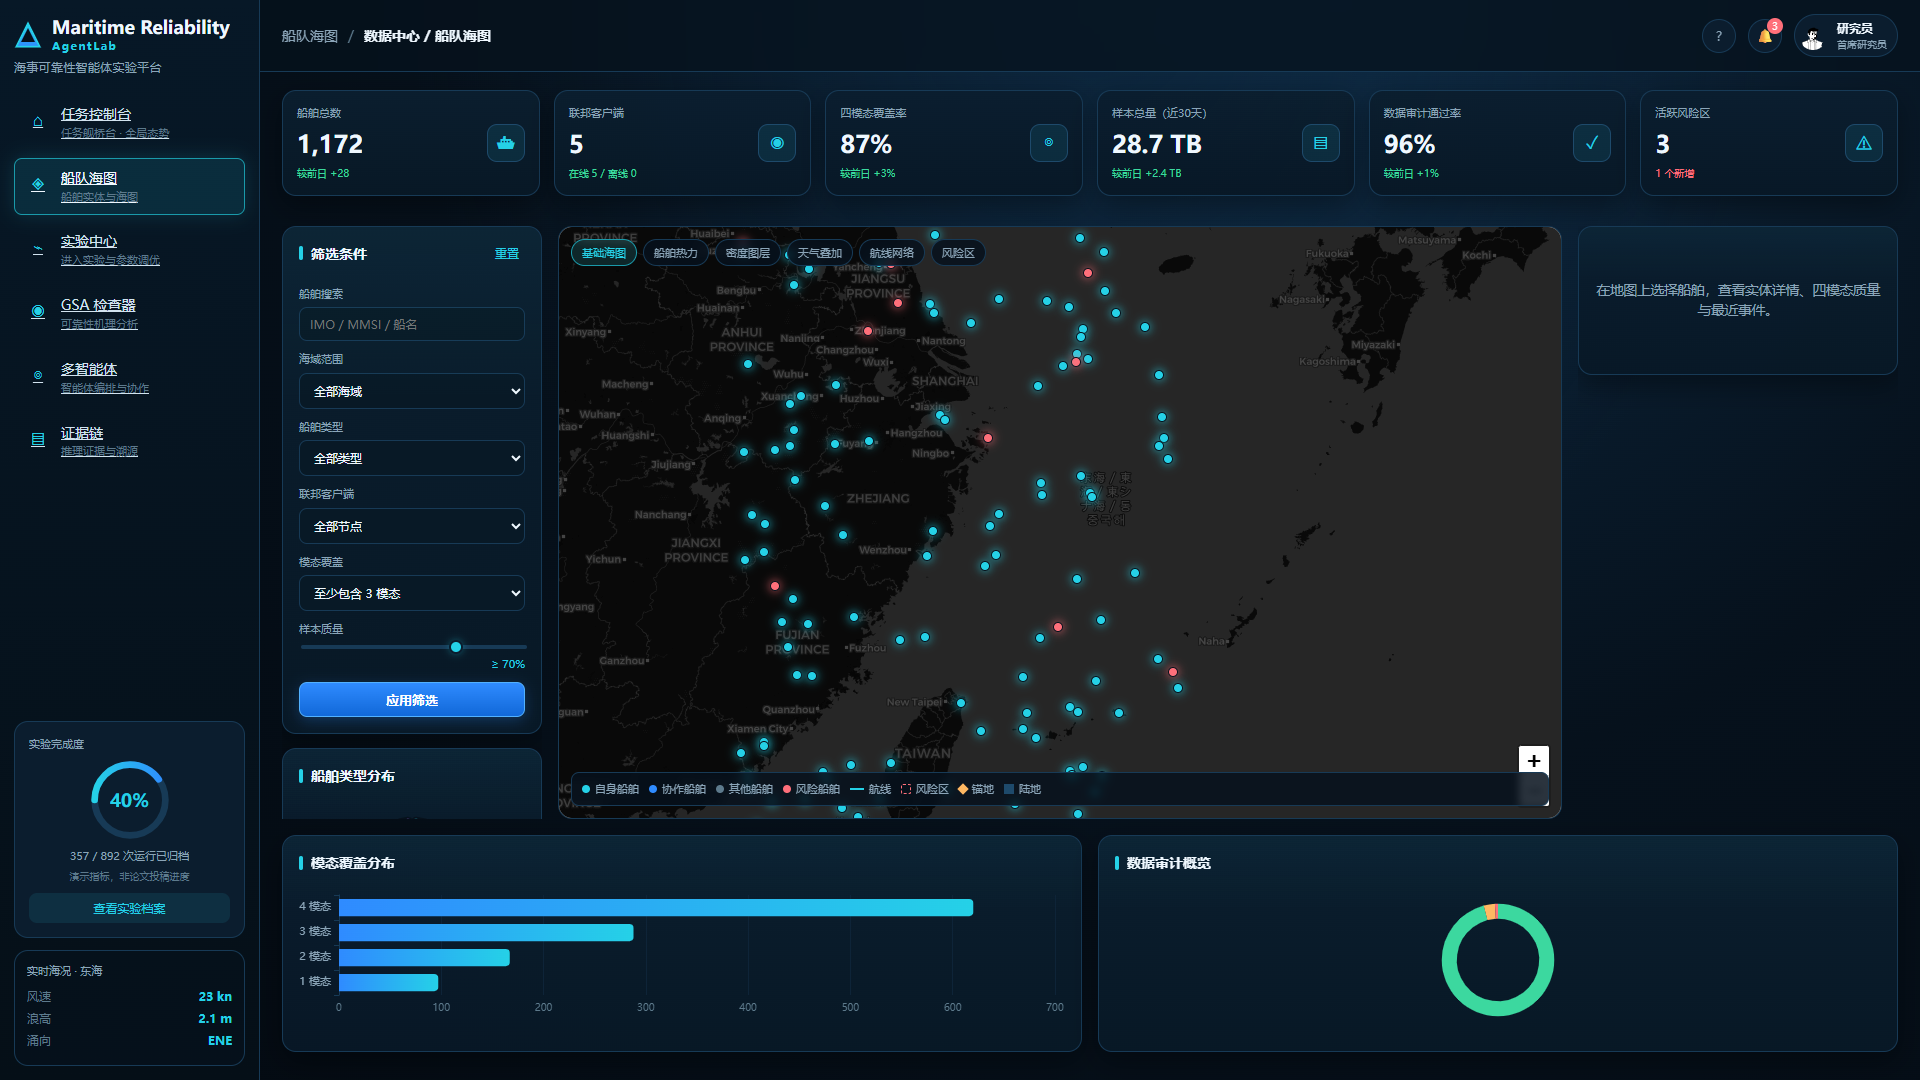 Maritime Reliability
AgentLab
海事可靠性智能体实验平台
任务控制台
任务舰桥台 · 全局态势
船队海图
船舶实体与海图
实验中心
进入实验与参数调优
GSA 检查器
可靠性机理分析
多智能体
智能体编排与协作
证据链
推理证据与溯源
实验完成度
40%
357 / 892 次运行已归档
演示指标，非论文投稿进度
查看实验档案
实时海况 · 东海
风速 23 kn
浪高 2.1 m
涌向 ENE
船队海图 / 数据中心 / 船队海图
?
3
研究员
首席研究员
船舶总数
1,172
较前日 +28
联邦客户端
5
在线 5 / 离线 0
四模态覆盖率
87%
较前日 +3%
样本总量（近30天）
28.7 TB
较前日 +2.4 TB
数据审计通过率
96%
较前日 +1%
活跃风险区
3
1 个新增
筛选条件
重置
船舶搜索
IMO / MMSI / 船名
海域范围
全部海域
船舶类型
全部类型
联邦客户端
全部节点
模态覆盖
至少包含 3 模态
样本质量
≥ 70%
应用筛选
船舶类型分布
基础海图
船舶热力
密度图层
天气叠加
航线网络
风险区
PROVINCE
Huaibei
Yancheng
JIANGSU
PROVINCE
Bengbu
Huainan
Xinyang
ANHUI
PROVINCE
Nanjing
Changzhou
Nantong
Wuxi
Wuhu
Macheng
SHANGHAI
Huzhou
Jiaxing
Wuhan
Anqing
Huangshi
Hangzhou
Fuyang
Ningbo
Jiujiang
ZHEJIANG
Nanchang
JIANGXI
PROVINCE
Yichun
Wenzhou
FUJIAN
PROVINCE
Fuzhou
Ganzhou
Quanzhou
New Taipei
Xiamen City
TAIWAN
Matsuyama
Fukuoka
Kochi
Nagasaki
Miyazaki
Kagoshima
Naha
+
自身船舶
协作船舶
其他船舶
风险船舶
航线
风险区
锚地
陆地
在地图上选择船舶，查看实体详情、四模态质量
与最近事件。
模态覆盖分布
4 模态
3 模态
2 模态
1 模态
0 100 200 300 400 500 600 700
数据审计概览